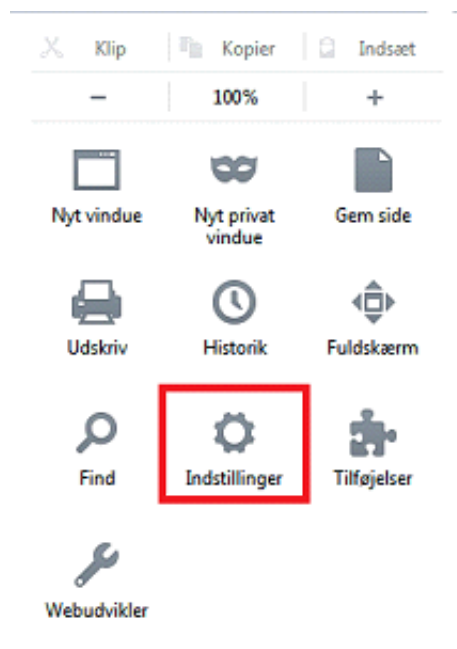 Klip Kopier Indsæt
− 100% +
Nyt vindue Nyt privat vindue Gem side
Udskriv Historik Fuldskærm
Find Indstillinger Tilføjelser
Webudvikler